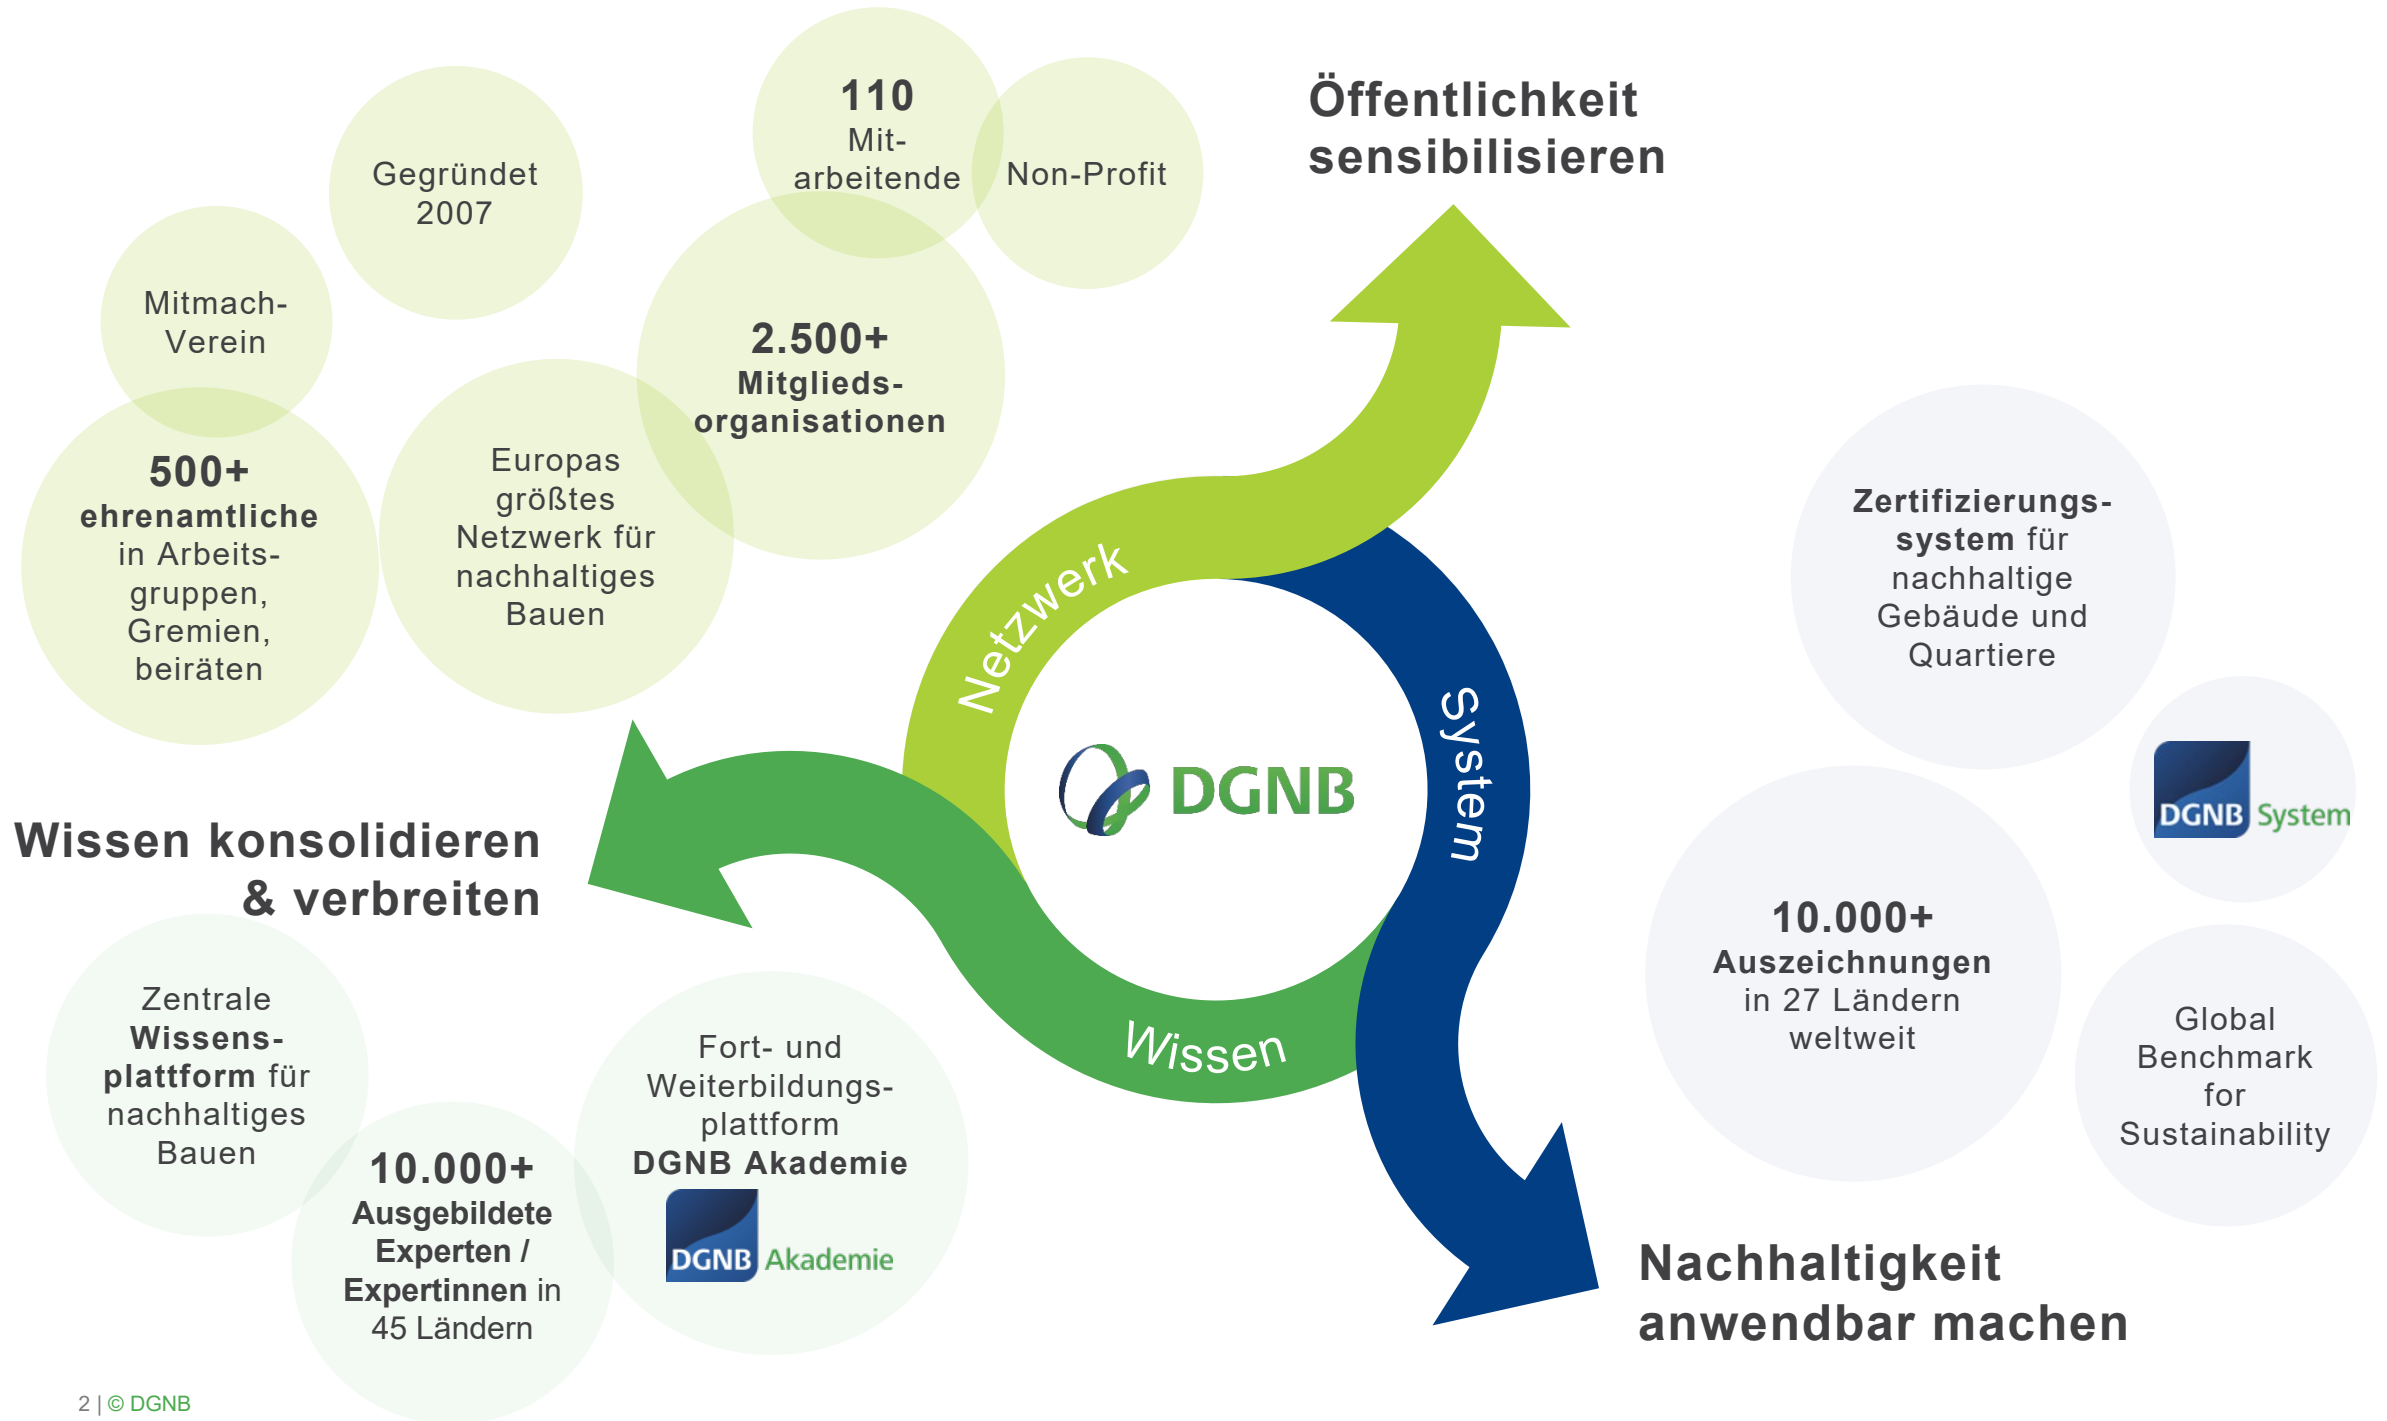 110
Mit-
arbeitende
Non-Profit
Gegründet
2007
Mitmach-
Verein
2.500+
Mitglieds-
organisationen
500+
ehrenamtliche
in Arbeits-
gruppen,
Gremien,
beiräten
Europas
größtes
Netzwerk für
nachhaltiges
Bauen
Öffentlichkeit
sensibilisieren
Netzwerk
System
Wissen
DGNB
Zertifizierungs-
system für
nachhaltige
Gebäude und
Quartiere
DGNB System
10.000+
Auszeichnungen
in 27 Ländern
weltweit
Global
Benchmark
for
Sustainability
Wissen konsolidieren
& verbreiten
Zentrale
Wissens-
plattform für
nachhaltiges
Bauen
10.000+
Ausgebildete
Experten /
Expertinnen in
45 Ländern
Fort- und
Weiterbildungs-
plattform
DGNB Akademie
DGNB Akademie
Nachhaltigkeit
anwendbar machen
2 | © DGNB